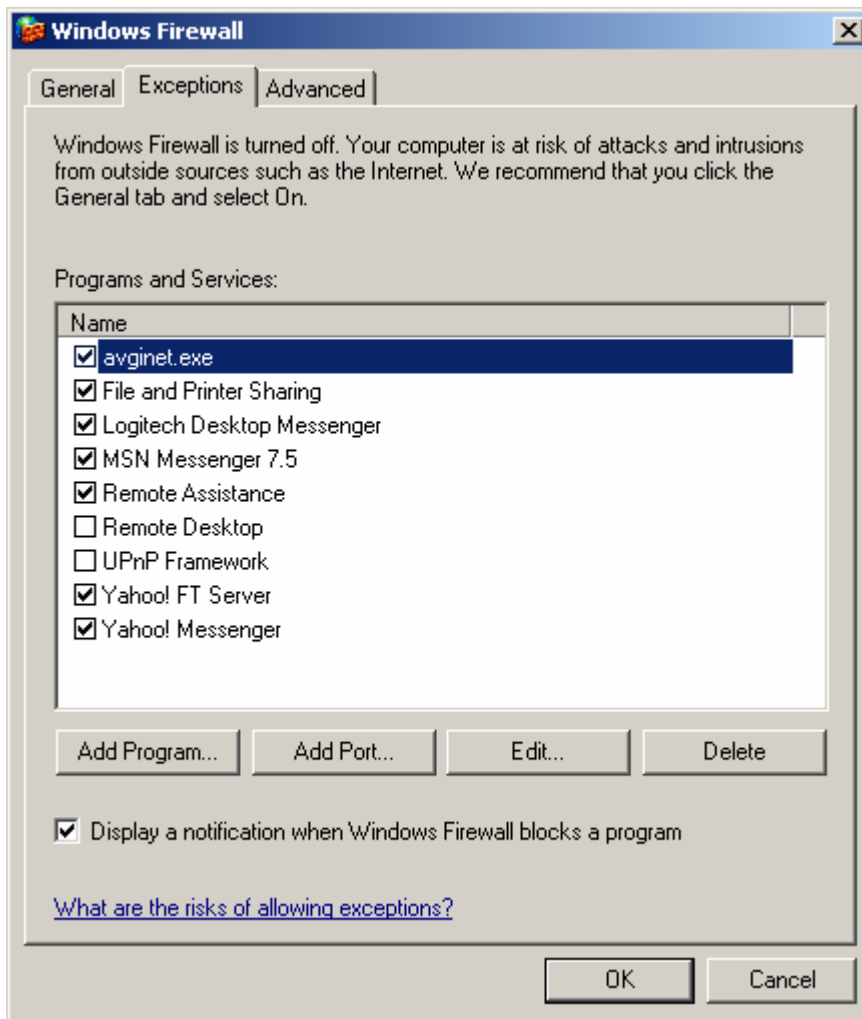 Windows Firewall
General Exceptions Advanced
Windows Firewall is turned off. Your computer is at risk of attacks and intrusions
from outside sources such as the Internet. We recommend that you click the
General tab and select On.
Programs and Services:
Name
avginet.exe
File and Printer Sharing
Logitech Desktop Messenger
MSN Messenger 7.5
Remote Assistance
Remote Desktop
UPnP Framework
Yahoo! FT Server
Yahoo! Messenger
Add Program... Add Port... Edit... Delete
Display a notification when Windows Firewall blocks a program
What are the risks of allowing exceptions?
OK Cancel